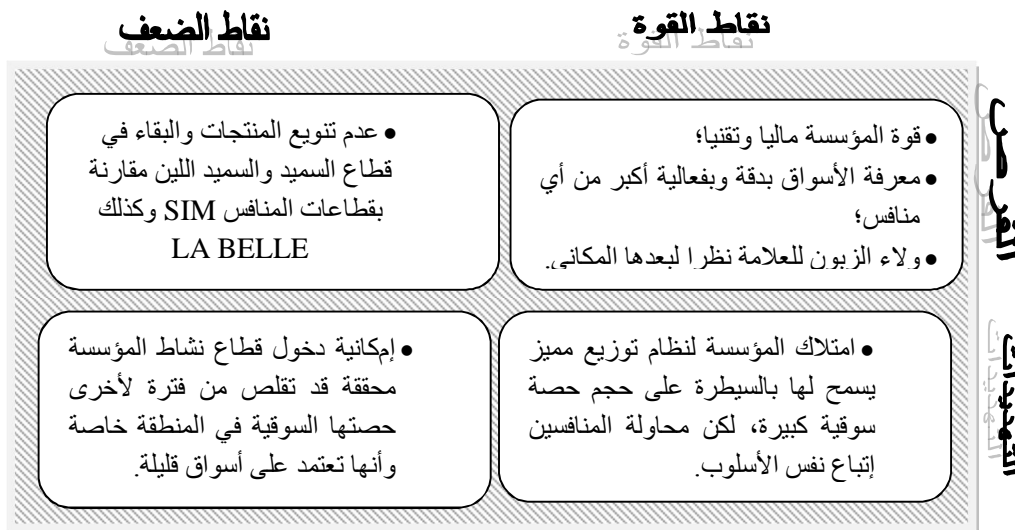 نقاط القوة
نقاط الضعف
الفرص
• قوة المؤسسة ماليا وتقنيا؛
• معرفة الأسواق بدقة وبفعالية أكبر من أي
منافس؛
• ولاء الزبون للعلامة نظرا لبعدها المكاني.
• عدم تنويع المنتجات والبقاء في
قطاع السميد والسميد اللين مقارنة
بقطاعات المنافس SIM وكذلك
LA BELLE
التهديدات
• امتلاك المؤسسة لنظام توزيع مميز
يسمح لها بالسيطرة على حجم حصة
سوقية كبيرة، لكن محاولة المنافسين
إتباع نفس الأسلوب.
• إمكانية دخول قطاع نشاط المؤسسة
محققة قد تقلص من فترة لأخرى
حصتها السوقية في المنطقة خاصة
وأنها تعتمد على أسواق قليلة.